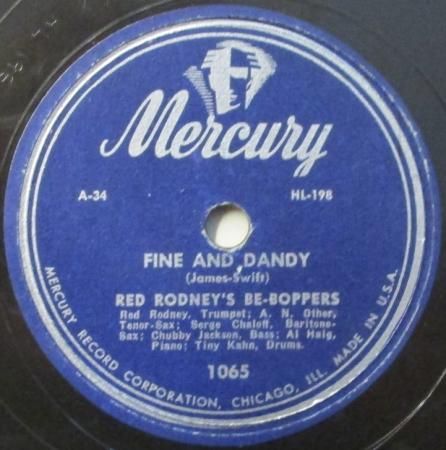 Mercury
A-34 HL-198
FINE AND DANDY
(James-Swift)
RED RODNEY'S BE-BOPPERS
Red Rodney, Trumpet; A. N. Other,
Tenor-Sax; Serge Chaloff, Baritone-
Sax; Chubby Jackson, Bass; Al Haig,
Piano; Tiny Kahn, Drums.
1065
MERCURY RECORD CORPORATION, CHICAGO, ILL. MADE IN U.S.A.